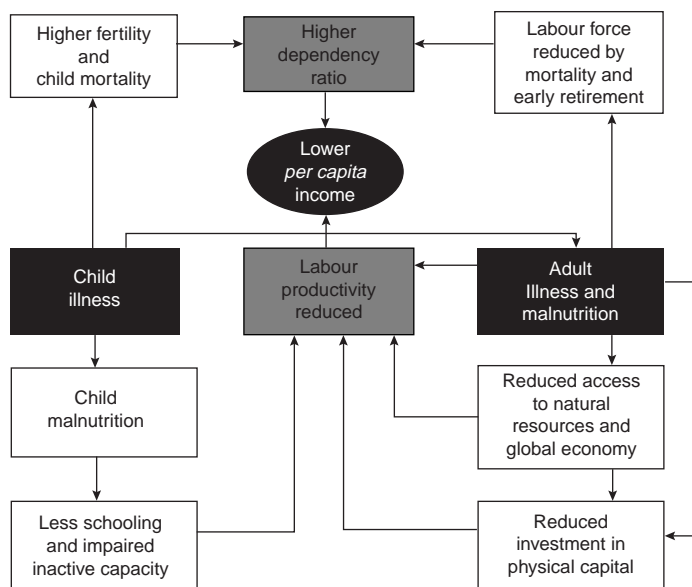 Higher fertility
and
child mortality
Higher
dependency
ratio
Labour force
reduced by
mortality and
early retirement
Lower
per capita
income
Child
illness
Labour
productivity
reduced
Adult
Illness and
malnutrition
Child
malnutrition
Reduced access
to natural
resources and
global economy
Less schooling
and impaired
inactive capacity
Reduced
investment in
physical capital